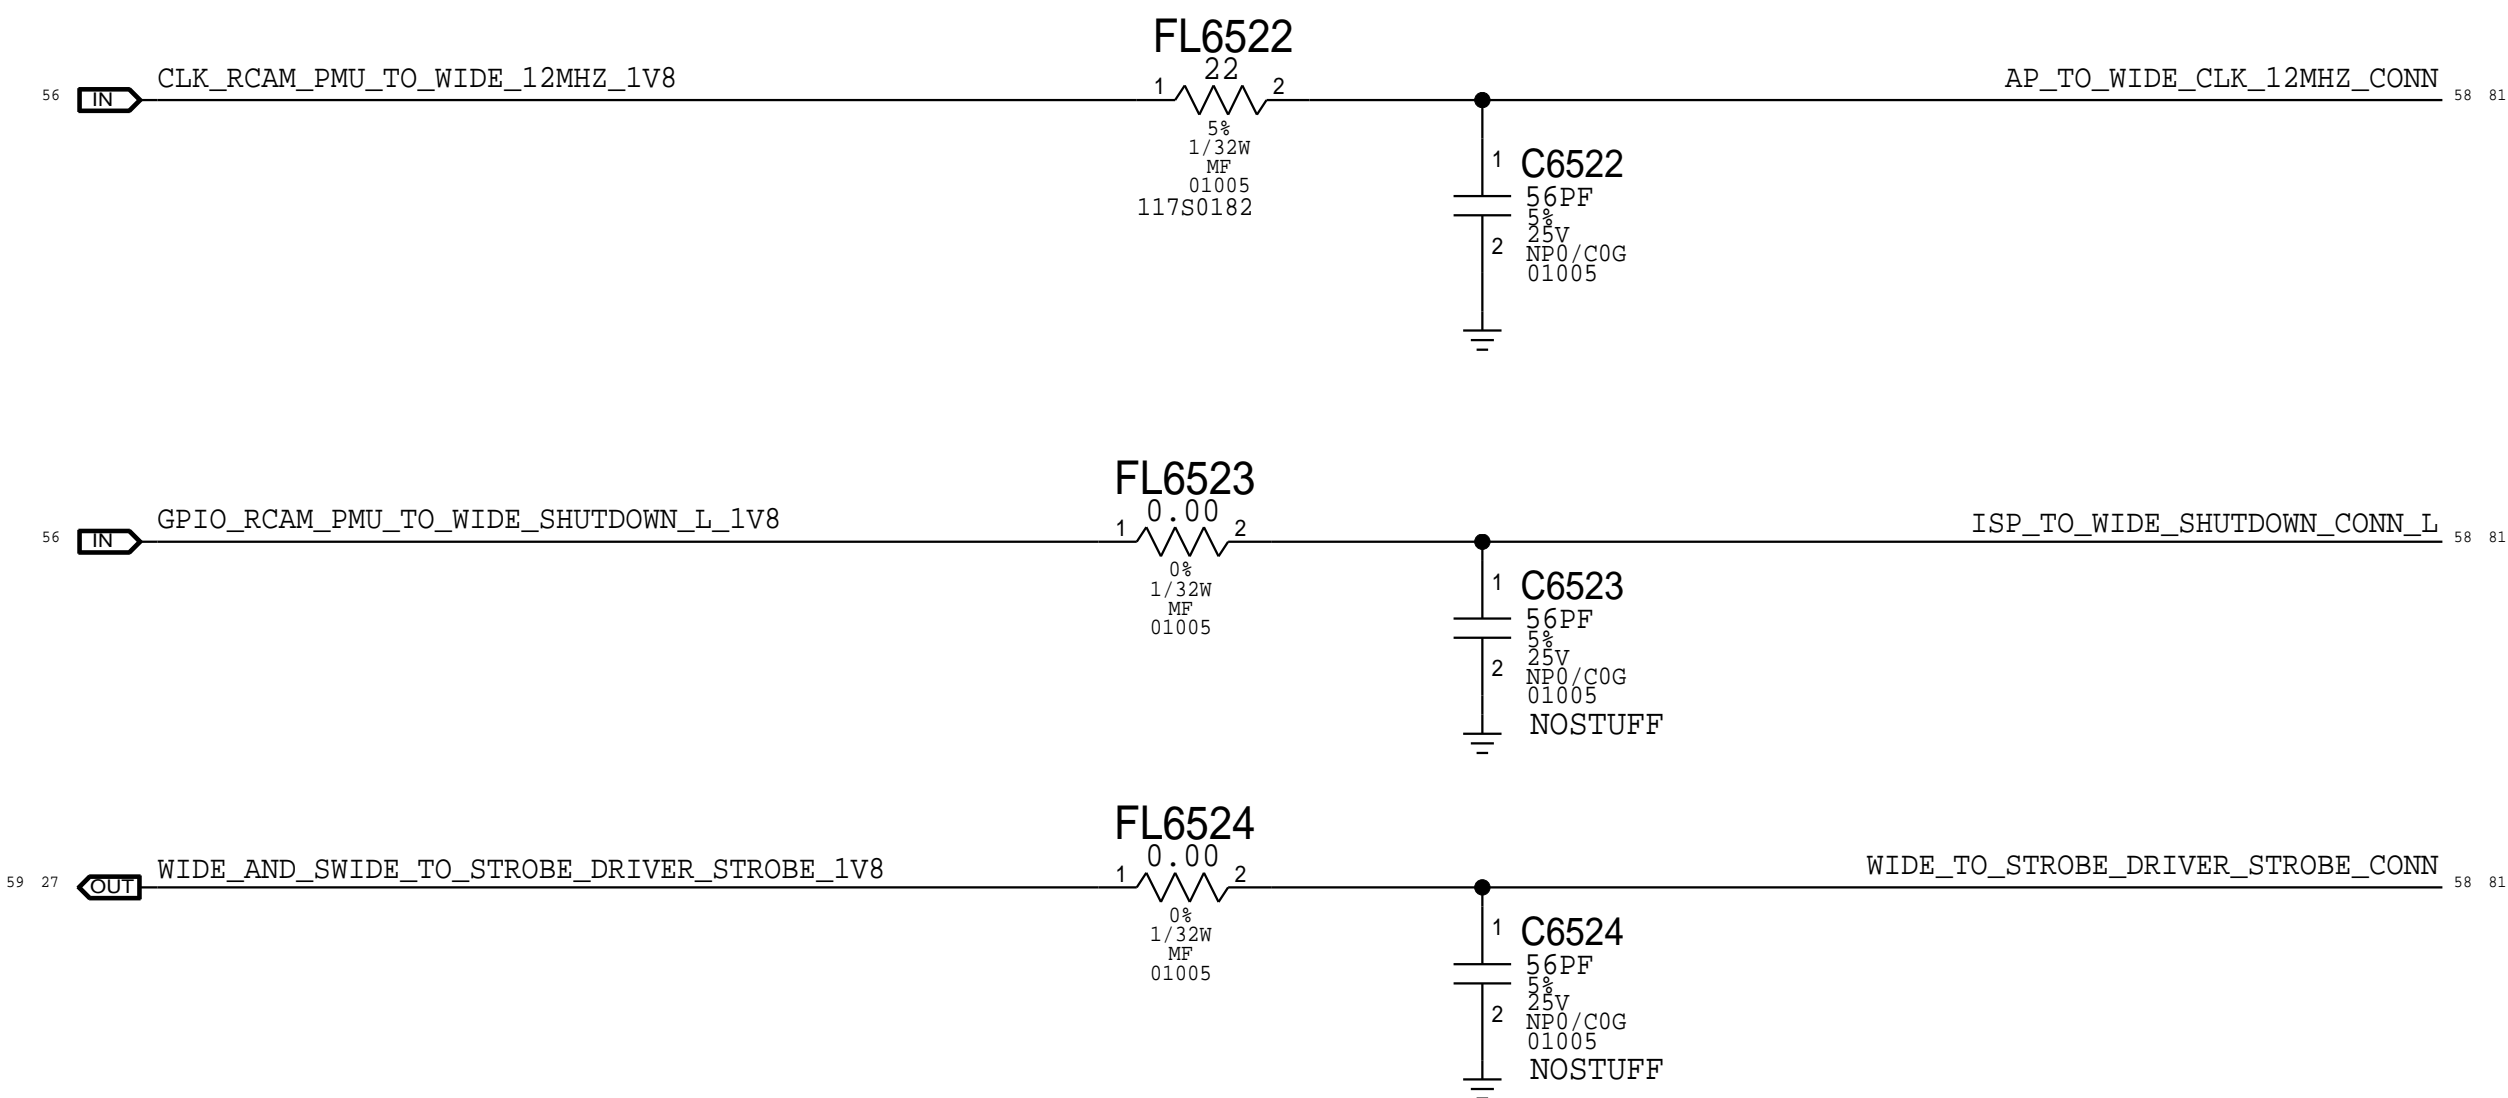 FL6522
22
CLK_RCAM_PMU_TO_WIDE_12MHZ_1V8
AP_TO_WIDE_CLK_12MHZ_CONN
56 IN
1 2
58 81
5%
1/32W
MF
01005
117S0182
1
C6522
56PF
5%
25V
2
NP0/C0G
01005
FL6523
0.00
GPIO_RCAM_PMU_TO_WIDE_SHUTDOWN_L_1V8
ISP_TO_WIDE_SHUTDOWN_CONN_L
56 IN
1 2
58 81
0%
1/32W
MF
01005
1
C6523
56PF
5%
25V
2
NP0/C0G
01005
NOSTUFF
FL6524
0.00
WIDE_AND_SWIDE_TO_STROBE_DRIVER_STROBE_1V8
WIDE_TO_STROBE_DRIVER_STROBE_CONN
59 27 OUT
1 2
58 81
0%
1/32W
MF
01005
1
C6524
56PF
5%
25V
2
NP0/C0G
01005
NOSTUFF